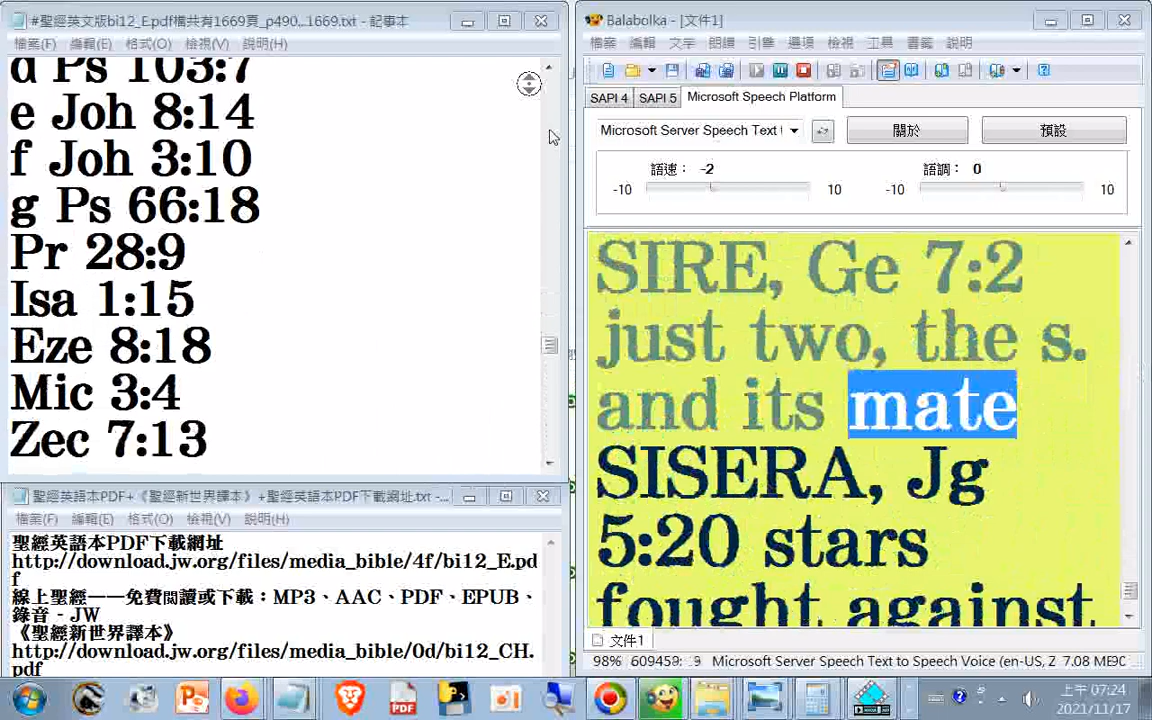 #聖經英文版bi12_E.pdf檔共有1669頁_p490,..1669.txt - 記事本
檔案(F) 編輯(E) 格式(O) 檢視(V) 說明(H)
d Ps 103:7
e Joh 8:14
f Joh 3:10
g Ps 66:18
Pr 28:9
Isa 1:15
Eze 8:18
Mic 3:4
Zec 7:13
聖經英語本PDF+《聖經新世界譯本》+聖經英語本PDF下載網址.txt -...
檔案(F) 編輯(E) 格式(O) 檢視(V) 說明(H)
聖經英語本PDF下載網址
http://download.jw.org/files/media_bible/4f/bi12_E.pd
f
線上聖經——免費閱讀或下載：MP3、AAC、PDF、EPUB、
錄音 - JW
《聖經新世界譯本》
http://download.jw.org/files/media_bible/0d/bi12_CH.
pdf
Balabolka - [文件1]
檔案 編輯 文字 朗讀 引擎 選項 檢視 工具 書籤 說明
SAPI 4 SAPI 5 Microsoft Speech Platform
Microsoft Server Speech Text 關於 預設
語速： -2 語調： 0
-10 10 -10 10
SIRE, Ge 7:2
just two, the s.
and its mate
SISERA, Jg
5:20 stars
fought against
文件1
98% Microsoft Server Speech Text to Speech Voice (en-US, Z 7.08
上午 07:24
2021/11/17